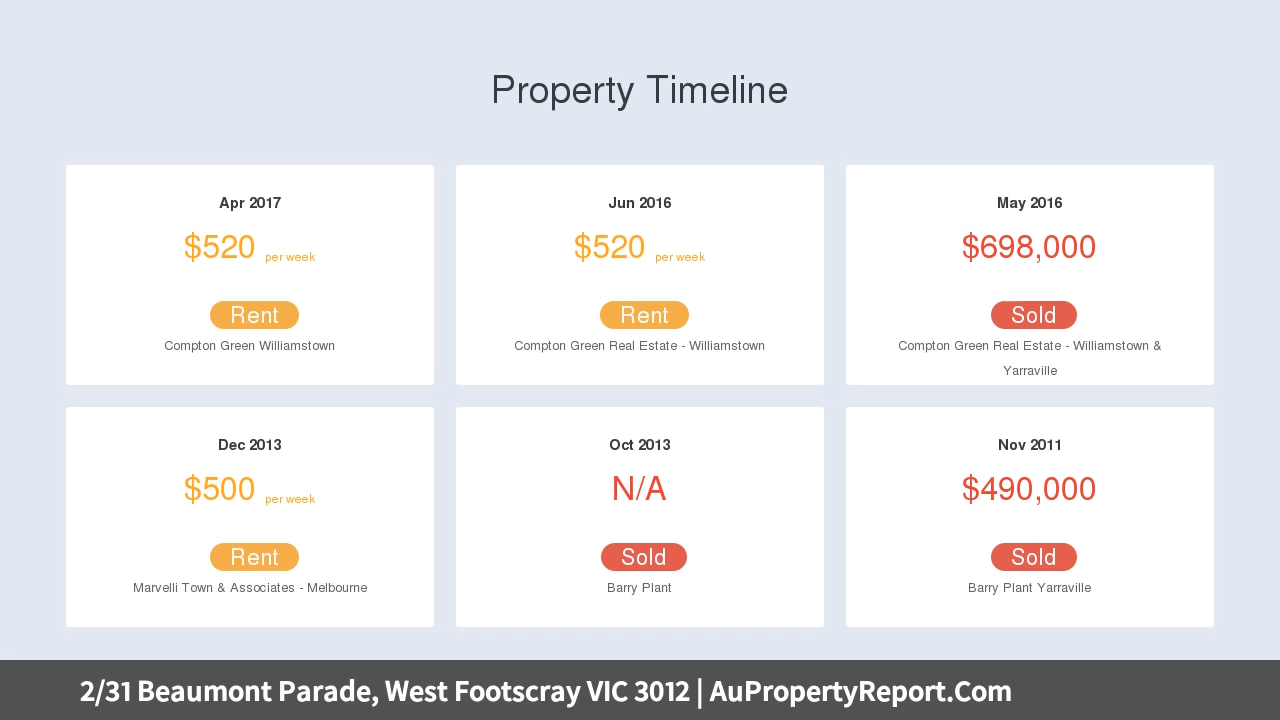 Property Timeline
Apr 2017
$520 per week
Rent
Compton Green Williamstown
Jun 2016
$520 per week
Rent
Compton Green Real Estate - Williamstown
May 2016
$698,000
Sold
Compton Green Real Estate - Williamstown &
Yarraville
Dec 2013
$500 per week
Rent
Marvelli Town & Associates - Melbourne
Oct 2013
N/A
Sold
Barry Plant
Nov 2011
$490,000
Sold
Barry Plant Yarraville
2/31 Beaumont Parade, West Footscray VIC 3012 | AuPropertyReport.Com